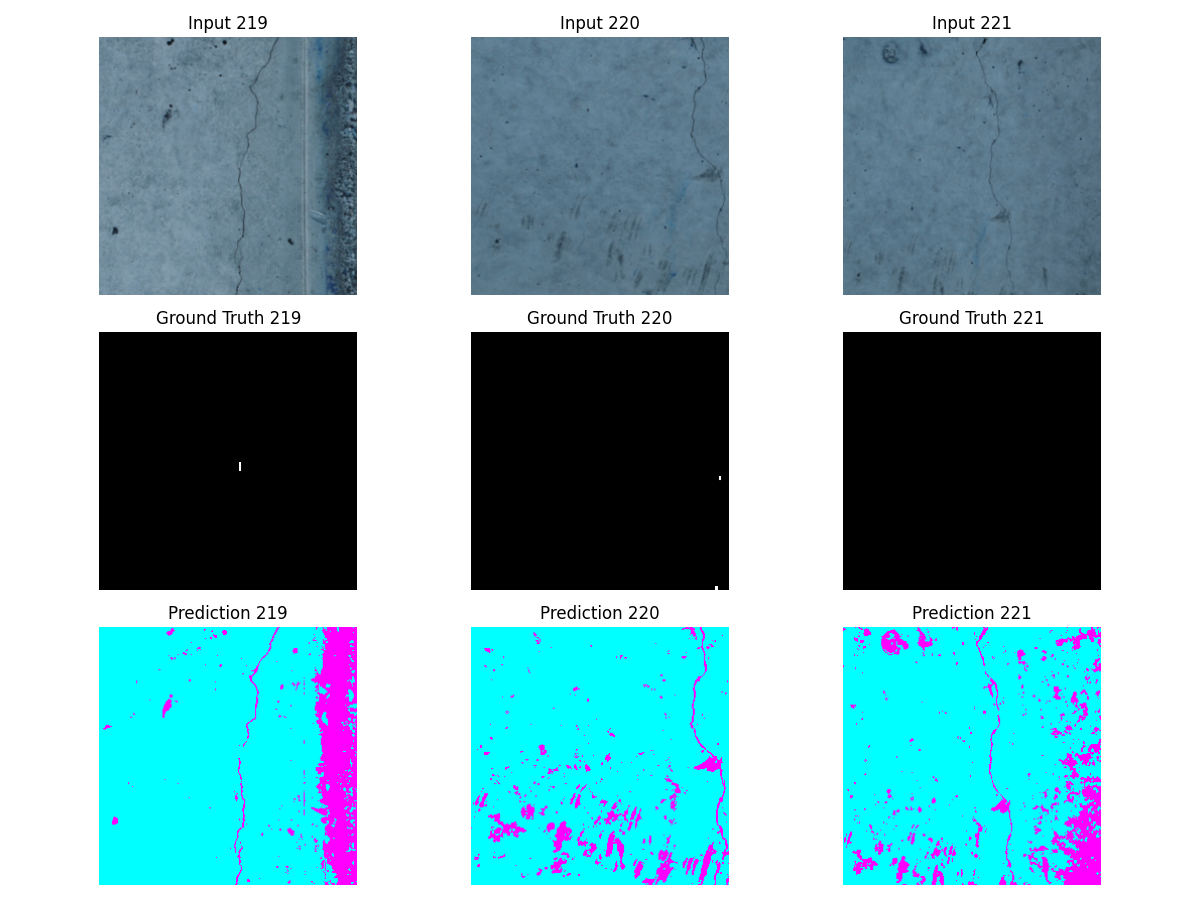 Input 219
Input 220
Input 221
Ground Truth 219
Ground Truth 220
Ground Truth 221
Prediction 219
Prediction 220
Prediction 221